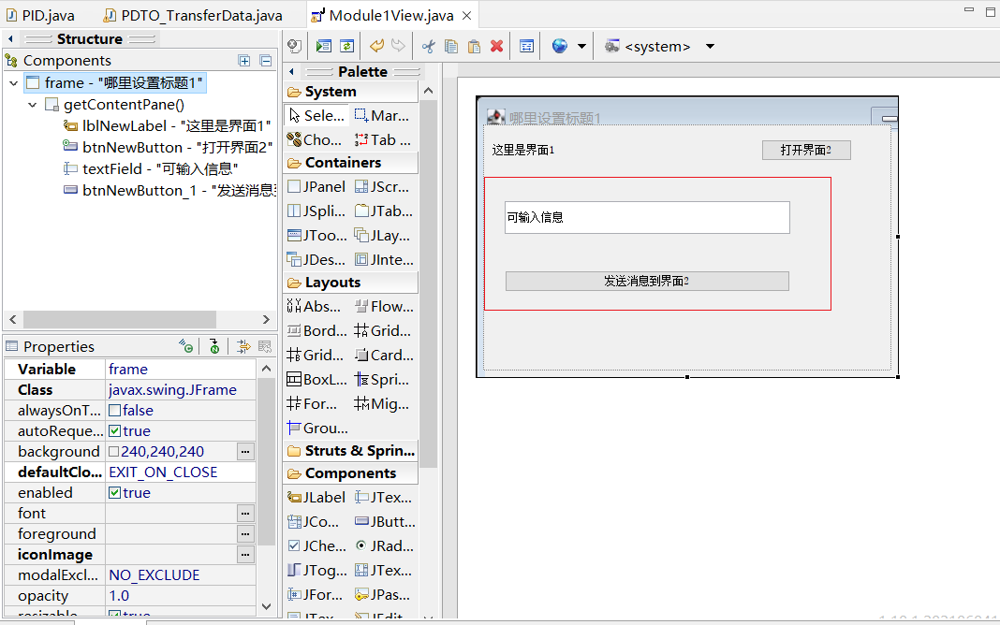 PID.java
PDTO_TransferData.java
Module1View.java
Structure
Components
frame - "哪里设置标题1"
getContentPane()
lblNewLabel - "这里是界面1"
btnNewButton - "打开界面2"
textField - "可输入信息"
btnNewButton_1 - "发送消息到
Properties
Variable frame
Class javax.swing.JFrame
alwaysOnT... false
autoReque... true
background 240,240,240
defaultClo... EXIT_ON_CLOSE
enabled true
font
foreground
iconImage
modalExcl... NO_EXCLUDE
opacity 1.0
resizable true
<system>
Palette
System
Sele... Mar...
Cho... Tab ...
Containers
JPanel JScr...
JSpli... JTab...
JToo... JLay...
JDes... JInte...
Layouts
Abs... Flow...
Bord... Grid...
Grid... Card...
BoxL... Spri...
For... Mig...
Grou...
Struts & Sprin...
Components
JLabel JTex...
JCo... JButt...
JChe... JRad...
JTog... JTex...
JFor... JPas...
JTex... JEdit...
哪里设置标题1
这里是界面1
打开界面2
可输入信息
发送消息到界面2